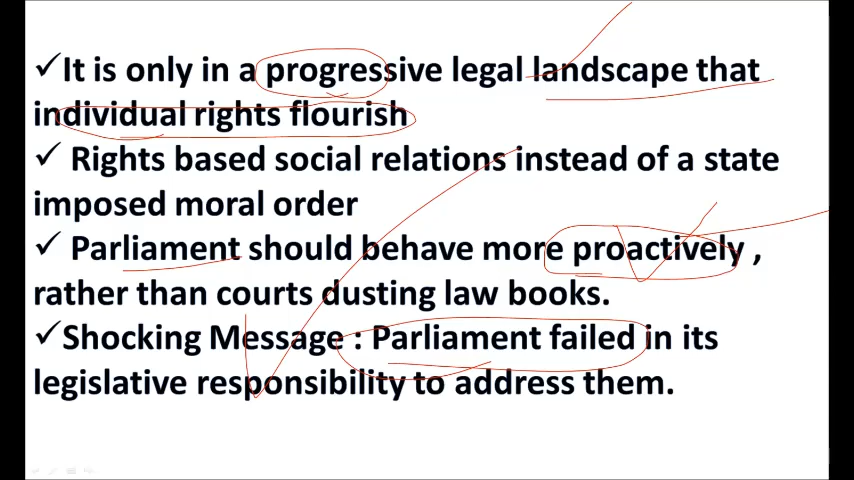 ✓It is only in a progressive legal landscape that
individual rights flourish
✓ Rights based social relations instead of a state
imposed moral order
✓ Parliament should behave more proactively ,
rather than courts dusting law books.
✓Shocking Message : Parliament failed in its
legislative responsibility to address them.